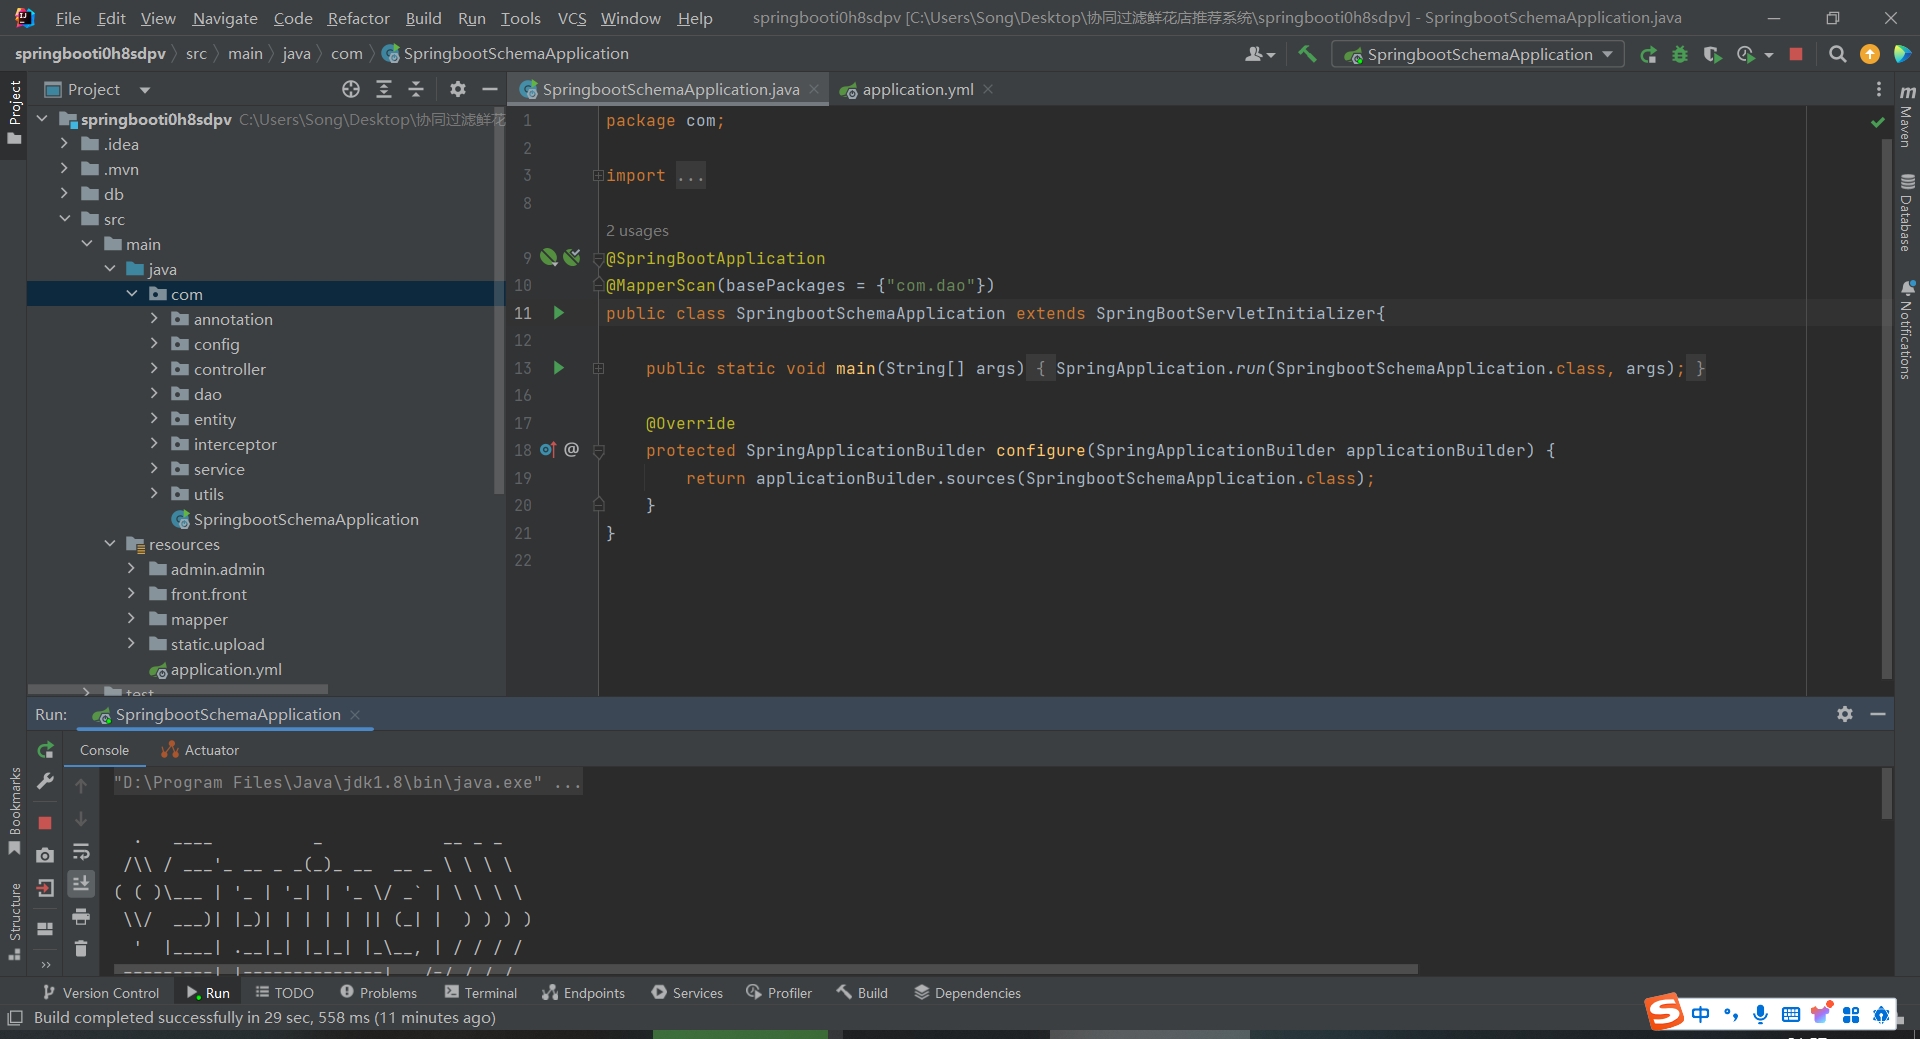 File Edit View Navigate Code Refactor Build Run Tools VCS Window Help springbooti0h8sdpv [C:\Users\Song\Desktop\协同过滤鲜花店推荐系统\springbooti0h8sdpv] - SpringbootSchemaApplication.java
springbooti0h8sdpv src main java com SpringbootSchemaApplication SpringbootSchemaApplication
Project SpringbootSchemaApplication.java application.yml
springbooti0h8sdpv C:\Users\Song\Desktop\协同过滤鲜花
.idea
.mvn
db
src
main
java
com
annotation
config
controller
dao
entity
interceptor
service
utils
SpringbootSchemaApplication
resources
admin.admin
front.front
mapper
static.upload
application.yml
test
1 package com;
2
3 import ...
8
2 usages
9 @SpringBootApplication
10 @MapperScan(basePackages = {"com.dao"})
11 public class SpringbootSchemaApplication extends SpringBootServletInitializer{
12
13 public static void main(String[] args) { SpringApplication.run(SpringbootSchemaApplication.class, args); }
16
17 @Override
18 protected SpringApplicationBuilder configure(SpringApplicationBuilder applicationBuilder) {
19 return applicationBuilder.sources(SpringbootSchemaApplication.class);
20 }
21 }
22
Project
Bookmarks
Structure
Maven
Database
Notifications
Run: SpringbootSchemaApplication
Console Actuator
"D:\Program Files\Java\jdk1.8\bin\java.exe" ...
  .   ____          _            __ _ _
 /\\ / ___'_ __ _ _(_)_ __  __ _ \ \ \ \
( ( )\___ | '_ | '_| | '_ \/ _` | \ \ \ \
 \\/  ___)| |_)| | | | | || (_| |  ) ) ) )
  '  |____| .__|_| |_|_| |_\__, | / / / /
Version Control Run TODO Problems Terminal Endpoints Services Profiler Build Dependencies
Build completed successfully in 29 sec, 558 ms (11 minutes ago)
中